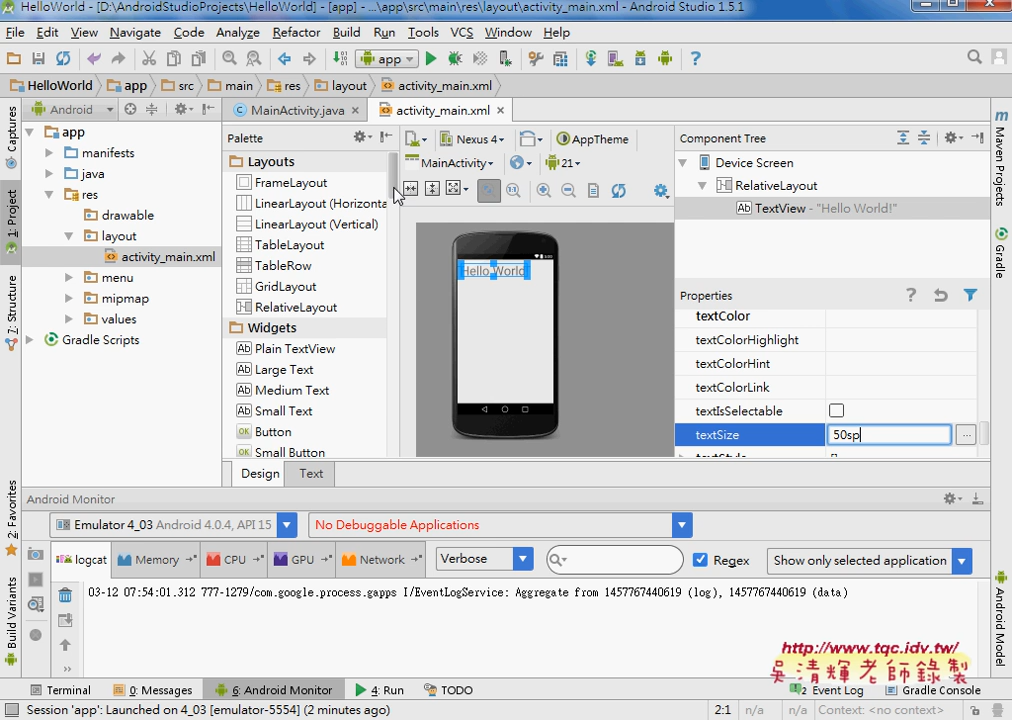 HelloWorld - [D:\AndroidStudioProjects\HelloWorld] - [app] - ...\app\src\main\res\layout\activity_main.xml - Android Studio 1.5.1
File Edit View Navigate Code Analyze Refactor Build Run Tools VCS Window Help
app
HelloWorld app src main res layout activity_main.xml
Android MainActivity.java activity_main.xml
Captures
1: Project
7: Structure
2: Favorites
Build Variants
app
manifests
java
res
drawable
layout
activity_main.xml
menu
mipmap
values
Gradle Scripts
Palette
Layouts
FrameLayout
LinearLayout (Horizonta
LinearLayout (Vertical)
TableLayout
TableRow
GridLayout
RelativeLayout
Widgets
Plain TextView
Large Text
Medium Text
Small Text
OK Button
OK Small Button
Nexus 4 AppTheme
MainActivity 21
Hello World!
Design Text
Component Tree
Device Screen
RelativeLayout
Ab TextView - "Hello World!"
Properties
textColor
textColorHighlight
textColorHint
textColorLink
textIsSelectable
textSize 50sp ...
textStyle []
Maven Projects
Gradle
Android Model
Android Monitor
Emulator 4_03 Android 4.0.4, API 15 No Debuggable Applications
logcat Memory CPU GPU Network Verbose Regex Show only selected application
03-12 07:54:01.312 777-1279/com.google.process.gapps I/EventLogService: Aggregate from 1457767440619 (log), 1457767440619 (data)
http://www.tqc.idv.tw/
吳清輝老師錄製
Terminal 0: Messages 6: Android Monitor 4: Run TODO 2 Event Log Gradle Console
Session 'app': Launched on 4_03 [emulator-5554] (2 minutes ago) 2:1 n/a n/a Context: <no context>